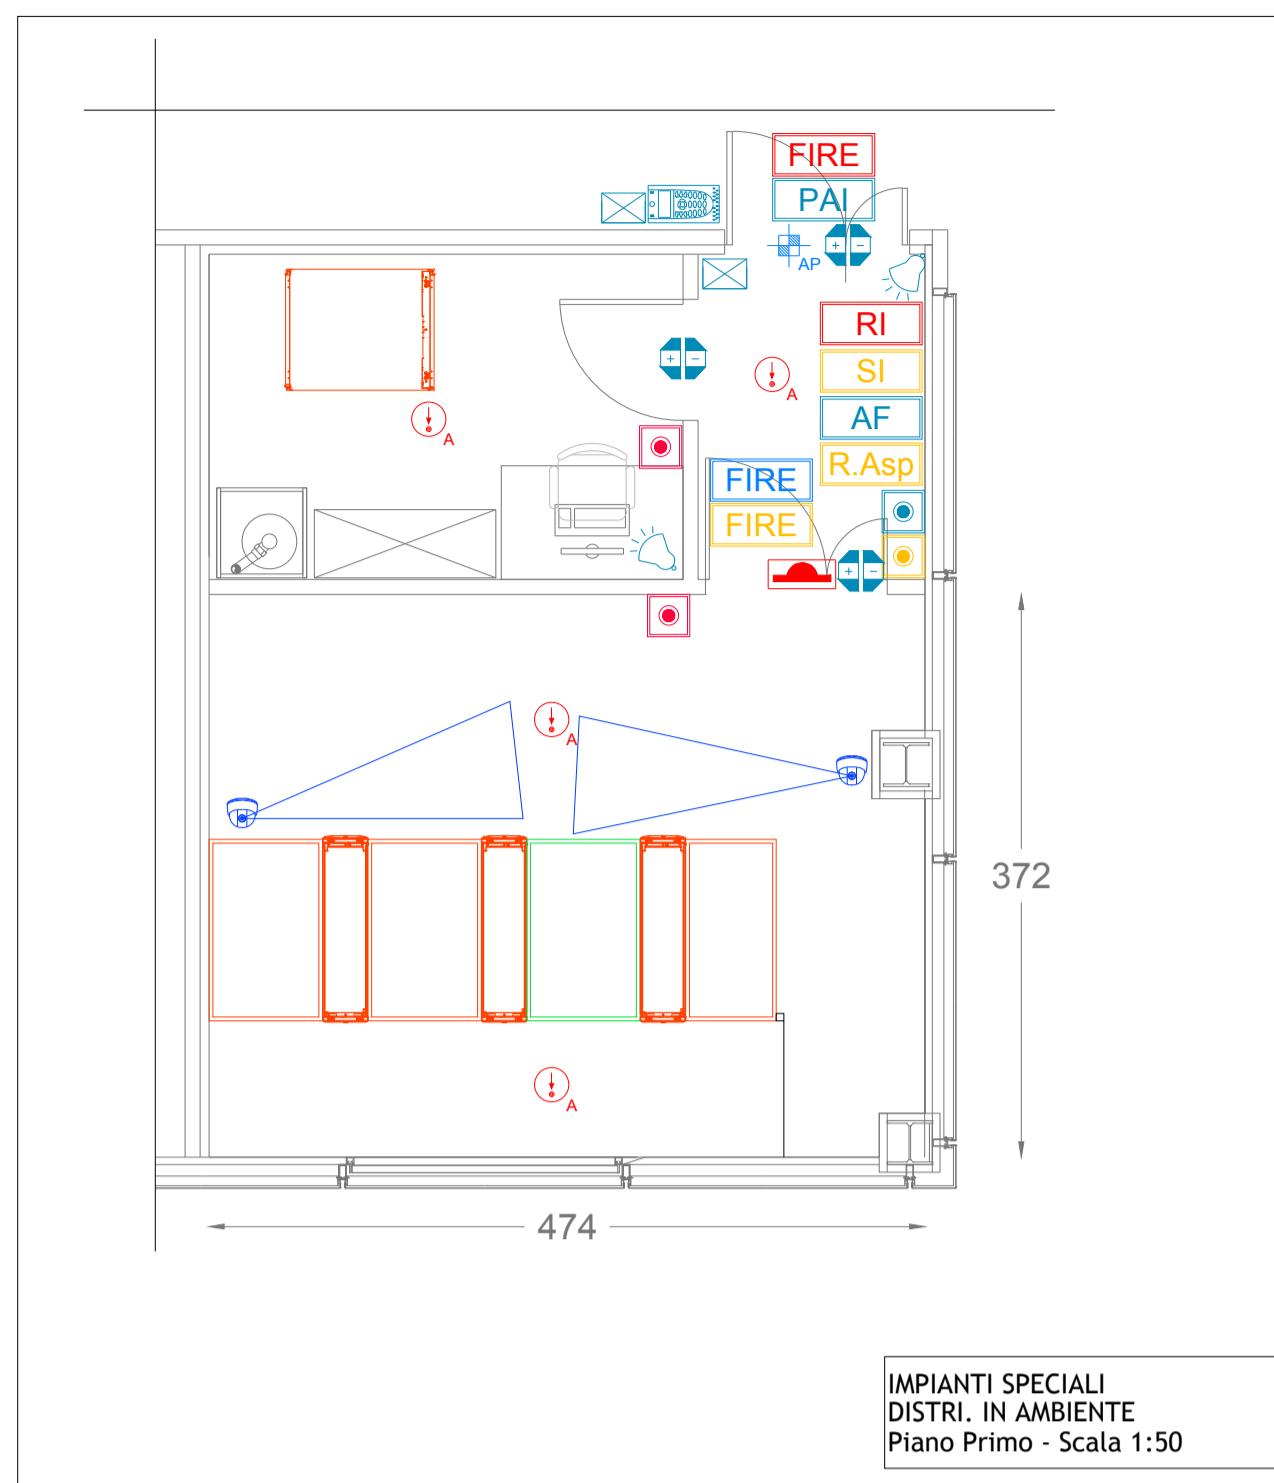 FIRE
PAI
+ −
AP
RI
+ −
A
SI
AF
A
R.Asp
FIRE
FIRE
+ −
A
372
A
474
IMPIANTI SPECIALI
DISTRI. IN AMBIENTE
Piano Primo - Scala 1:50